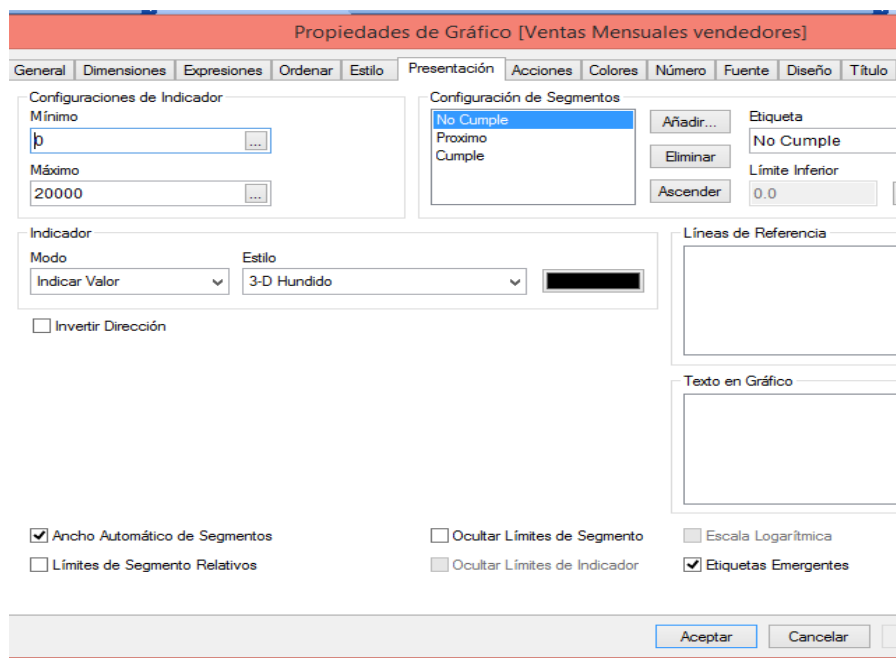 Propiedades de Gráfico [Ventas Mensuales vendedores]
General Dimensiones Expresiones Ordenar Estilo Presentación Acciones Colores Número Fuente Diseño Título
Configuraciones de Indicador
Mínimo
0
...
Máximo
20000
...
Configuración de Segmentos
No Cumple
Proximo
Cumple
Añadir...
Eliminar
Ascender
Etiqueta
No Cumple
Límite Inferior
0.0
Indicador
Modo
Indicar Valor
Estilo
3-D Hundido
Invertir Dirección
Líneas de Referencia
Texto en Gráfico
Ancho Automático de Segmentos
Límites de Segmento Relativos
Ocultar Límites de Segmento
Ocultar Límites de Indicador
Escala Logarítmica
Etiquetas Emergentes
Aceptar
Cancelar